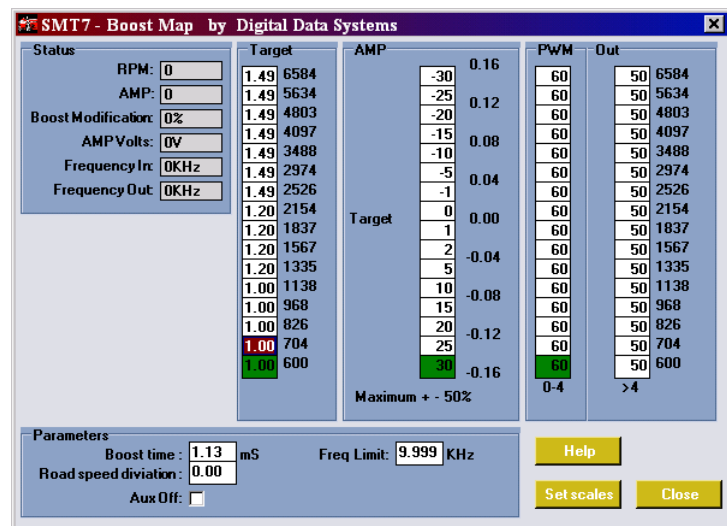 SMT7 - Boost Map by Digital Data Systems
Status
RPM: 0
AMP: 0
Boost Modification: 0%
AMP Volts: 0V
Frequency In: 0KHz
Frequency Out: 0KHz
Target
1.49 6584
1.49 5634
1.49 4803
1.49 4097
1.49 3488
1.49 2974
1.49 2526
1.20 2154
1.20 1837
1.20 1567
1.20 1335
1.00 1138
1.00 968
1.00 826
1.00 704
1.00 600
AMP
0.16
-30
-25
0.12
-20
-15
0.08
-10
-5
0.04
-1
Target 0 0.00
1
2
-0.04
5
10
-0.08
15
20
-0.12
25
30
-0.16
Maximum + - 50%
PWM Out
60 50 6584
60 50 5634
60 50 4803
60 50 4097
60 50 3488
60 50 2974
60 50 2526
60 50 2154
60 50 1837
60 50 1567
60 50 1335
60 50 1138
60 50 968
60 50 826
60 50 704
60 50 600
0-4 >4
Parameters
Boost time : 1.13 mS Freq Limit: 9.999 KHz
Road speed diviation : 0.00
Aux Off:
Help
Set scales Close